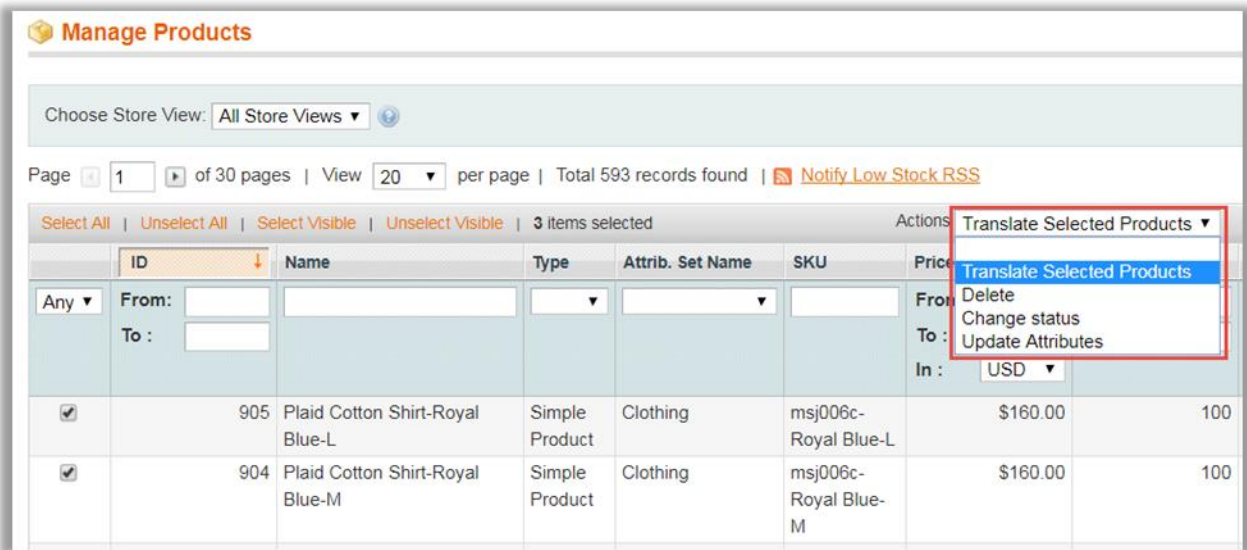 Manage Products
Choose Store View: All Store Views
Page 1 of 30 pages | View 20 per page | Total 593 records found | Notify Low Stock RSS
Select All | Unselect All | Select Visible | Unselect Visible | 3 items selected Actions Translate Selected Products
ID Name Type Attrib. Set Name SKU Price Translate Selected Products
Any From: From Delete
Change status
To : To : Update Attributes
In : USD
905 Plaid Cotton Shirt-Royal Simple Clothing msj006c- $160.00 100
Blue-L Product Royal Blue-L
904 Plaid Cotton Shirt-Royal Simple Clothing msj006c- $160.00 100
Blue-M Product Royal Blue-
M